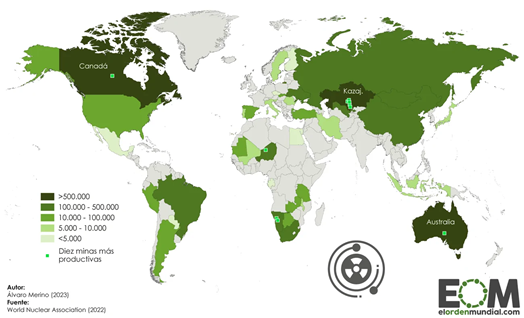 Canadá
Kazaj.
Australia
>500.000
100.000 - 500.000
10.000 - 100.000
5.000 - 10.000
<5.000
Diez minas más
productivas
Autor:
Álvaro Merino (2023)
Fuente:
World Nuclear Association (2022)
EOM
elordenmundial.com